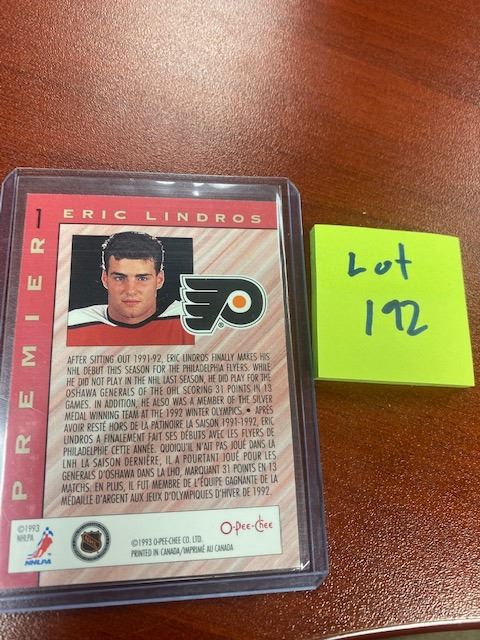 1 ERIC LINDROS
PREMIER
AFTER SITTING OUT 1991-92, ERIC LINDROS FINALLY MAKES HIS
NHL DEBUT THIS SEASON FOR THE PHILADELPHIA FLYERS. WHILE
HE DID NOT PLAY IN THE NHL LAST SEASON, HE DID PLAY FOR THE
OSHAWA GENERALS OF THE OHL SCORING 31 POINTS IN 13
GAMES. IN ADDITION, HE ALSO WAS A MEMBER OF THE SILVER
MEDAL WINNING TEAM AT THE 1992 WINTER OLYMPICS. • APRÈS
AVOIR RESTÉ HORS DE LA PATINOIRE LA SAISON 1991-1992, ERIC
LINDROS A FINALEMENT FAIT SES DÉBUTS AVEC LES FLYERS DE
PHILADELPHIE CETTE ANNÉE. QUOIQU'IL N'AIT PAS JOUÉ DANS LA
LNH LA SAISON DERNIÈRE, IL A POURTANT JOUÉ POUR LES
GENERALS D'OSHAWA DANS LA LHO, MARQUANT 31 POINTS EN 13
MATCHS. EN PLUS, IL FUT MEMBRE DE L'ÉQUIPE GAGNANTE DE LA
MÉDAILLE D'ARGENT AUX JEUX D'OLYMPIQUES D'HIVER DE 1992.
©1993
NHLPA
NHLPA
©1993 O-PEE-CHEE CO. LTD.
PRINTED IN CANADA/IMPRIMÉ AU CANADA
O-Pee-Chee
Lot
192